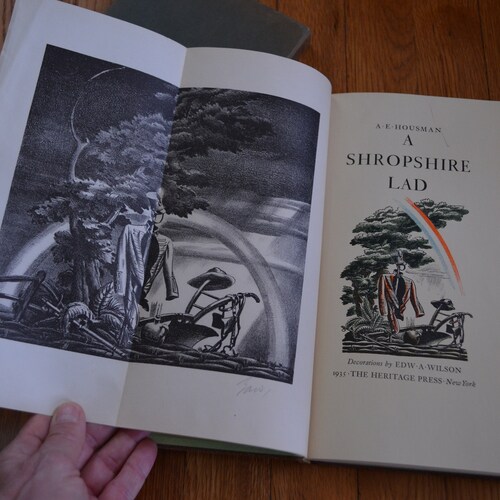 A · E · HOUSMAN
A
SHROPSHIRE
LAD
Decorations by EDW · A · WILSON
1935 · THE HERITAGE PRESS · New York